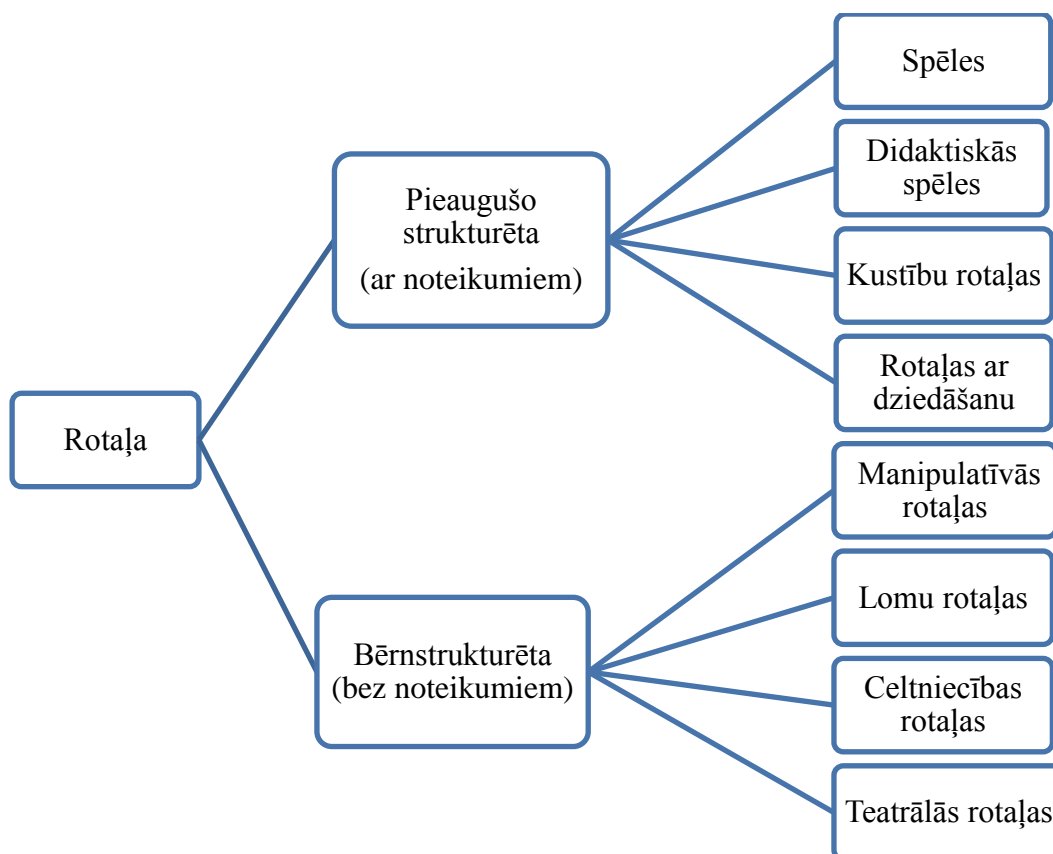 Rotaļa
Pieaugušo
strukturēta
(ar noteikumiem)
Spēles
Didaktiskās
spēles
Kustību rotaļas
Rotaļas ar
dziedāšanu
Bērnstrukturēta
(bez noteikumiem)
Manipulatīvās
rotaļas
Lomu rotaļas
Celtniecības
rotaļas
Teatrālās rotaļas